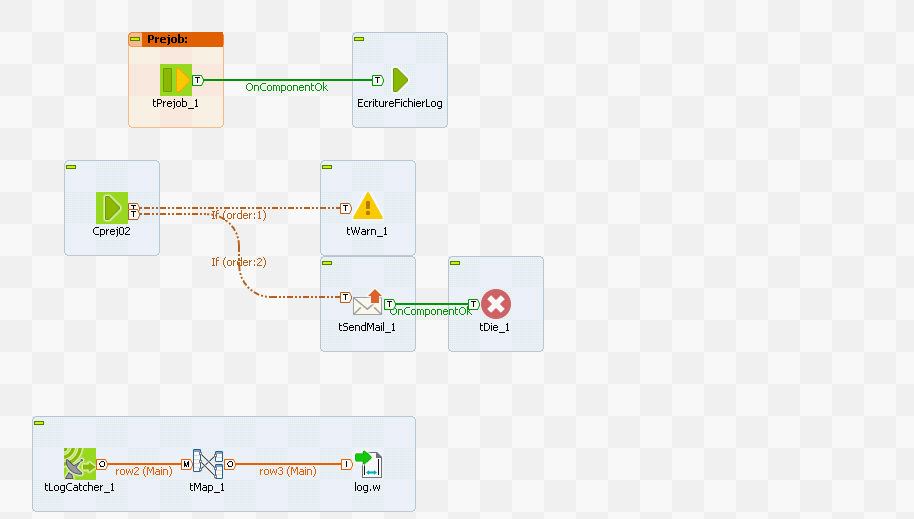 Prejob:
T
T
OnComponentOk
tPrejob_1
EcritureFichierLog
T
T
T
If (order:1)
Cprej02
tWarn_1
If (order:2)
T
T
T
OnComponentOk
tSendMail_1
tDie_1
O
M
O
I
row2 (Main)
row3 (Main)
tLogCatcher_1
tMap_1
log.w